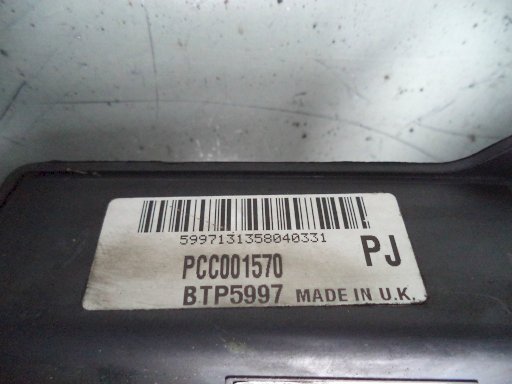 5997131358040331
PCC001570 PJ
BTP5997 MADE IN U.K.